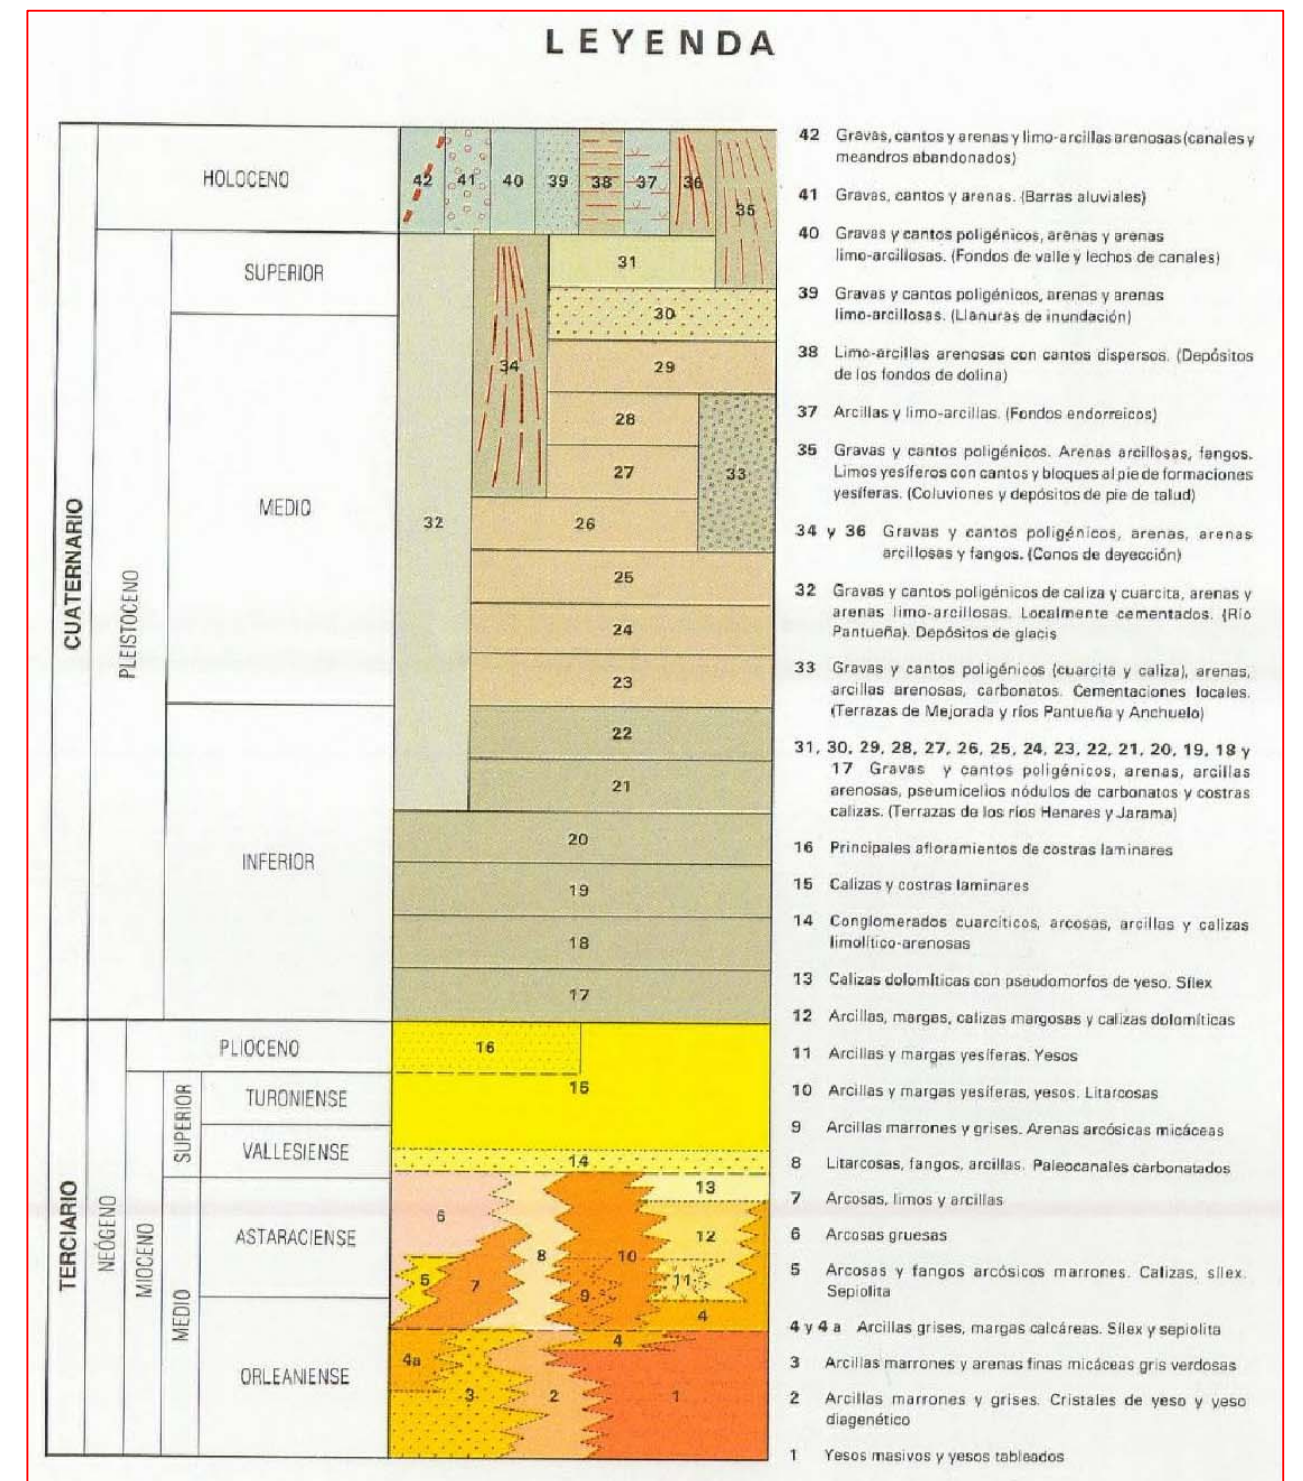 LEYENDA
CUATERNARIO
PLEISTOCENO
HOLOCENO
SUPERIOR
MEDIO
INFERIOR
TERCIARIO
NEÓGENO
PLIOCENO
MIOCENO
SUPERIOR
TURONIENSE
VALLESIENSE
MEDIO
ASTARACIENSE
ORLEANIENSE
42 41 40 39 38 37 36 35
31
30
34 29
28
27 33
32 26
25
24
23
22
21
20
19
18
17
16
15
14
13
6 12
8 10
5 7 11
9
4
4
4a
3 2 1
42 Gravas, cantos y arenas y limo-arcillas arenosas (canales y
meandros abandonados)
41 Gravas, cantos y arenas. (Barras aluviales)
40 Gravas y cantos poligénicos, arenas y arenas
limo-arcillosas. (Fondos de valle y lechos de canales)
39 Gravas y cantos poligénicos, arenas y arenas
limo-arcillosas. (Llanuras de inundación)
38 Limo-arcillas arenosas con cantos dispersos. (Depósitos
de los fondos de dolina)
37 Arcillas y limo-arcillas. (Fondos endorreicos)
35 Gravas y cantos poligénicos. Arenas arcillosas, fangos.
Limos yesíferos con cantos y bloques al pie de formaciones
yesíferas. (Coluviones y depósitos de pie de talud)
34 y 36 Gravas y cantos poligénicos, arenas, arenas
arcillosas y fangos. (Conos de deyección)
32 Gravas y cantos poligénicos de caliza y cuarcita, arenas y
arenas limo-arcillosas. Localmente cementados. (Río
Pantueña). Depósitos de glacis
33 Gravas y cantos poligénicos (cuarcita y caliza), arenas,
arcillas arenosas, carbonatos. Cementaciones locales.
(Terrazas de Mejorada y ríos Pantueña y Anchuelo)
31, 30, 29, 28, 27, 26, 25, 24, 23, 22, 21, 20, 19, 18 y
17 Gravas y cantos poligénicos, arenas, arcillas
arenosas, pseumicelios nódulos de carbonatos y costras
calizas. (Terrazas de los ríos Henares y Jarama)
16 Principales afloramientos de costras laminares
15 Calizas y costras laminares
14 Conglomerados cuarcíticos, arcosas, arcillas y calizas
limolítico-arenosas
13 Calizas dolomíticas con pseudomorfos de yeso. Sílex
12 Arcillas, margas, calizas margosas y calizas dolomíticas
11 Arcillas y margas yesíferas. Yesos
10 Arcillas y margas yesíferas, yesos. Litarcosas
9 Arcillas marrones y grises. Arenas arcósicas micáceas
8 Litarcosas, fangos, arcillas. Paleocanales carbonatados
7 Arcosas, limos y arcillas
6 Arcosas gruesas
5 Arcosas y fangos arcósicos marrones. Calizas, sílex.
Sepiolita
4 y 4 a Arcillas grises, margas calcáreas. Sílex y sepiolita
3 Arcillas marrones y arenas finas micáceas gris verdosas
2 Arcillas marrones y grises. Cristales de yeso y yeso
diagenético
1 Yesos masivos y yesos tableados